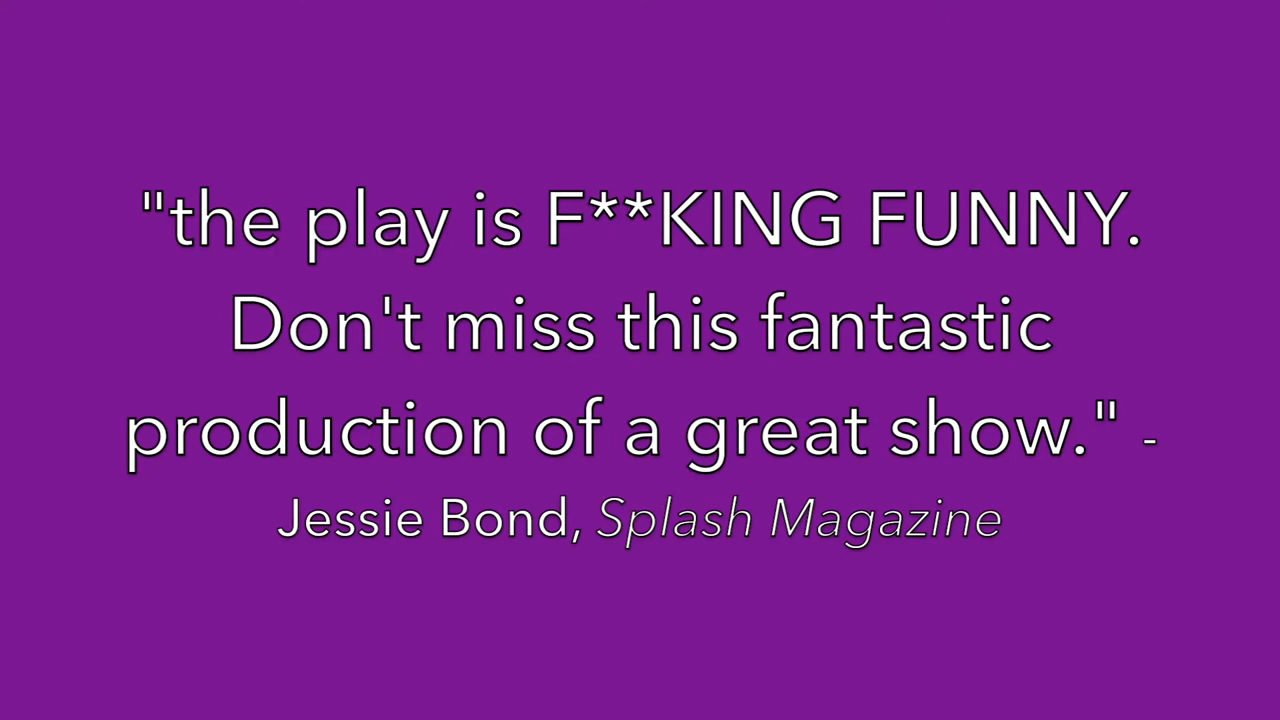 "the play is F**KING FUNNY.
Don't miss this fantastic
production of a great show." -
Jessie Bond, Splash Magazine